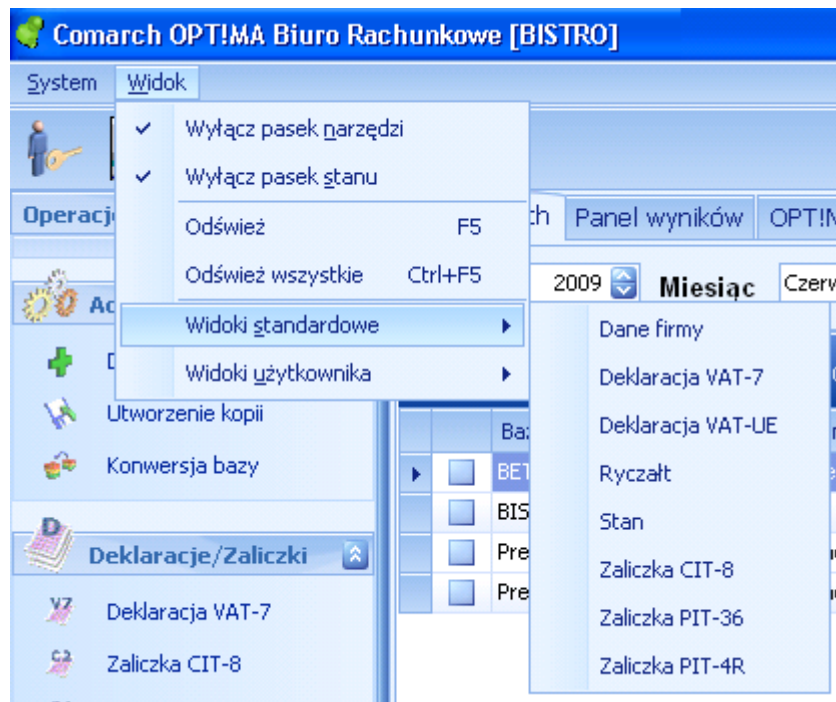 Comarch OPT!MA Biuro Rachunkowe [BISTRO]
System Widok
Wyłącz pasek narzędzi
Wyłącz pasek stanu
Odśwież F5
Odśwież wszystkie Ctrl+F5
Widoki standardowe
Widoki użytkownika
Panel wyników
2009 Miesiąc
Dane firmy
Deklaracja VAT-7
Deklaracja VAT-UE
Ryczałt
Stan
Zaliczka CIT-8
Zaliczka PIT-36
Zaliczka PIT-4R
Utworzenie kopii
Konwersja bazy
Deklaracje/Zaliczki
Deklaracja VAT-7
Zaliczka CIT-8